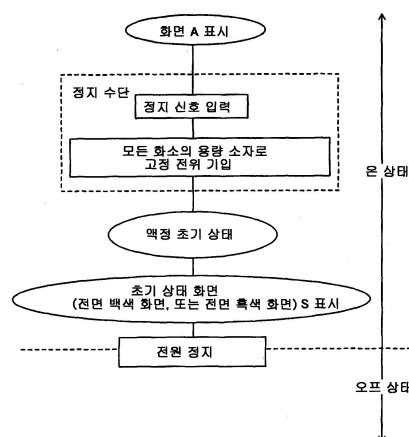 화면 A 표시
정지 수단
정지 신호 입력
모든 화소의 용량 소자로
고정 전위 기입
온 상태
액정 초기 상태
초기 상태 화면
(전면 백색 화면, 또는 전면 흑색 화면) S 표시
전원 정지
오프 상태